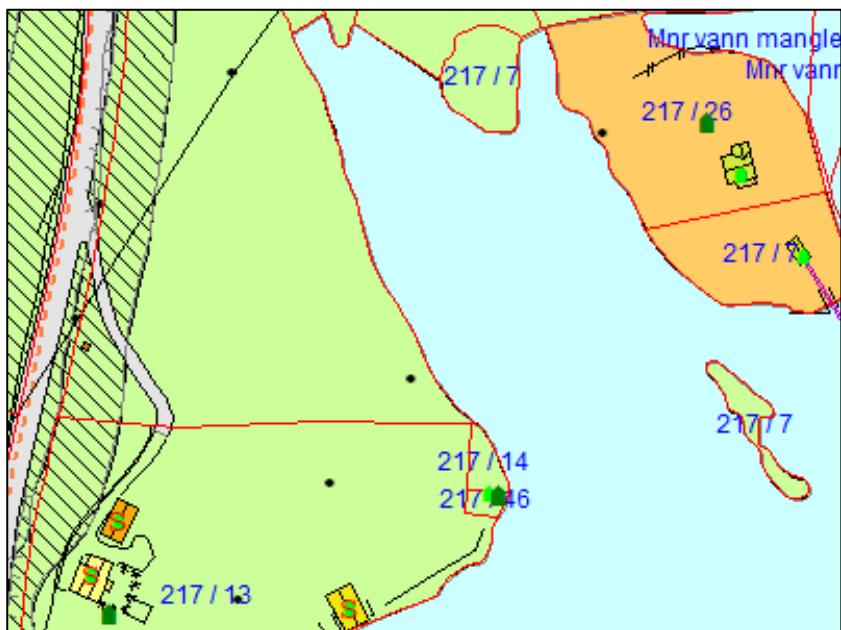 Mnr vann mangle
Mnr vann
217 / 7
217 / 26
217 / 7
217 / 7
217 / 14
217 / 46
217 / 13
S
S
S